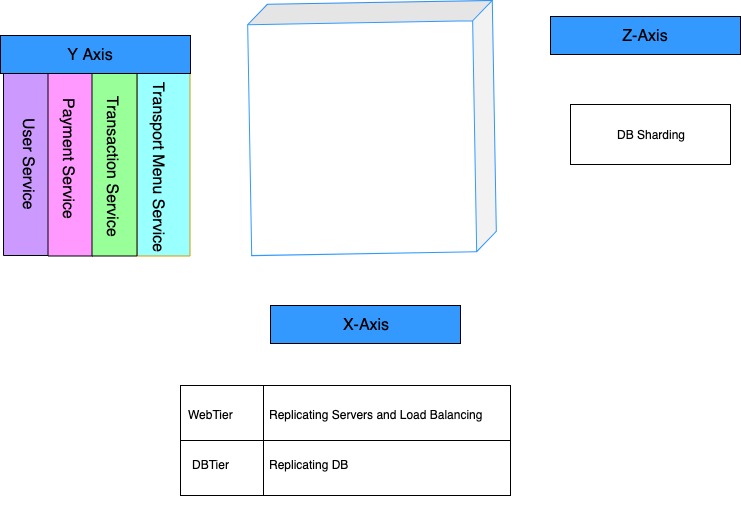 Y Axis
User Service
Payment Service
Transaction Service
Transport Menu Service
Z-Axis
DB Sharding
X-Axis
WebTier
Replicating Servers and Load Balancing
DBTier
Replicating DB